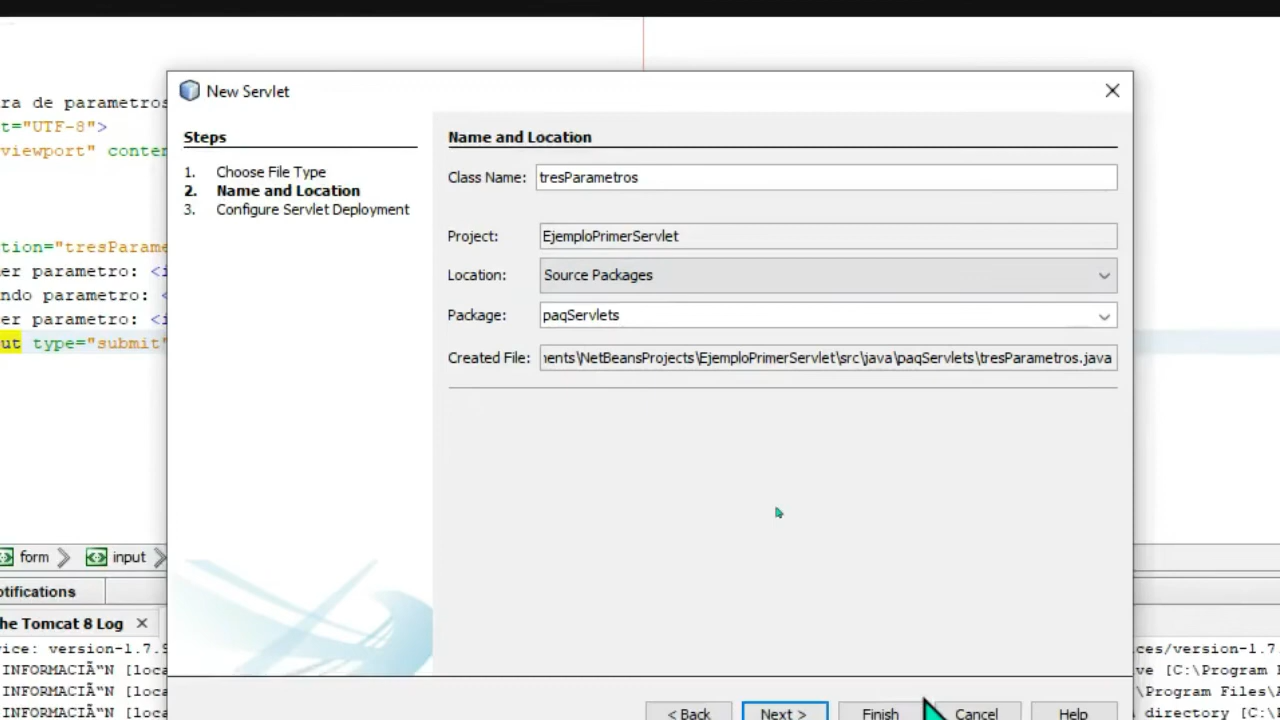 New Servlet
Steps
1. Choose File Type
2. Name and Location
3. Configure Servlet Deployment
Name and Location
Class Name: tresParametros
Project: EjemploPrimerServlet
Location: Source Packages
Package: paqServlets
Created File: ents\NetBeansProjects\EjemploPrimerServlet\src\java\paqServlets\tresParametros.java
< Back Next > Finish Cancel Help
ra de parametros
t="UTF-8">
viewport" conten
tion="tresParame
er parametro: <i
ndo parametro: <
er parametro: <i
ut type="submit"
form input
otifications
he Tomcat 8 Log
vice: version-1.7.9
INFORMACIÃ“N [loca
INFORMACIÃ“N [loca
INFORMACIÃ“N [loca
ces/version-1.7.
ve [C:\Program F
\Program Files\A
directory [C:\